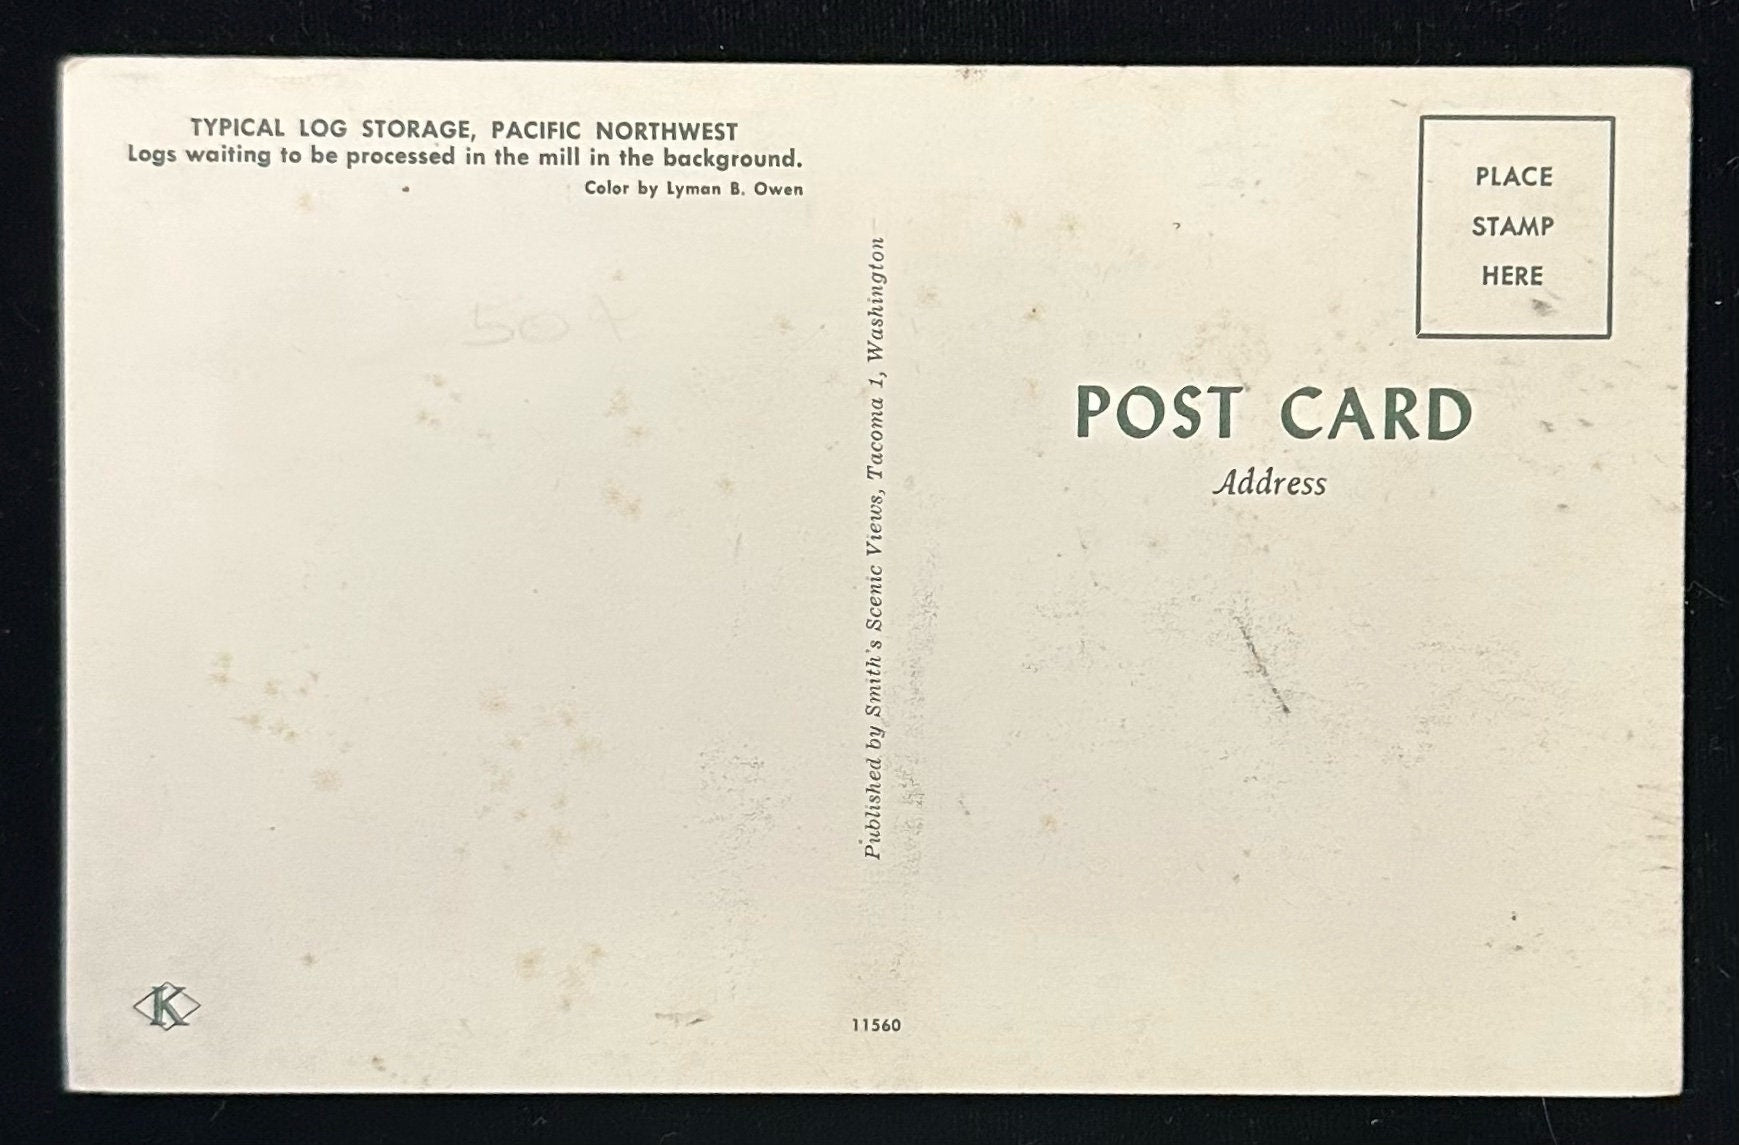 TYPICAL LOG STORAGE, PACIFIC NORTHWEST
Logs waiting to be processed in the mill in the background.
Color by Lyman B. Owen
Published by Smith's Scenic Views, Tacoma 1, Washington
PLACE
STAMP
HERE
POST CARD
Address
K
11560